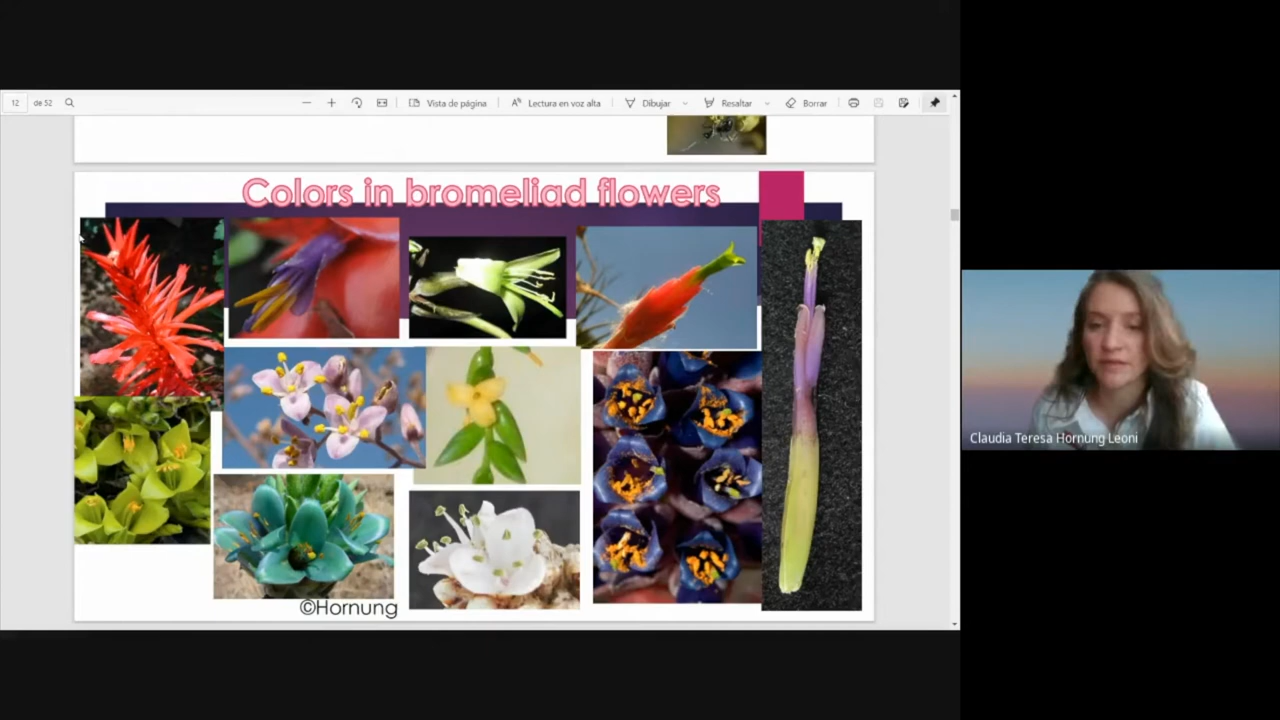 12 de 52
Vista de página
Lectura en voz alta
Dibujar
Resaltar
Borrar
Colors in bromeliad flowers
©Hornung
Claudia Teresa Hornung Leoni